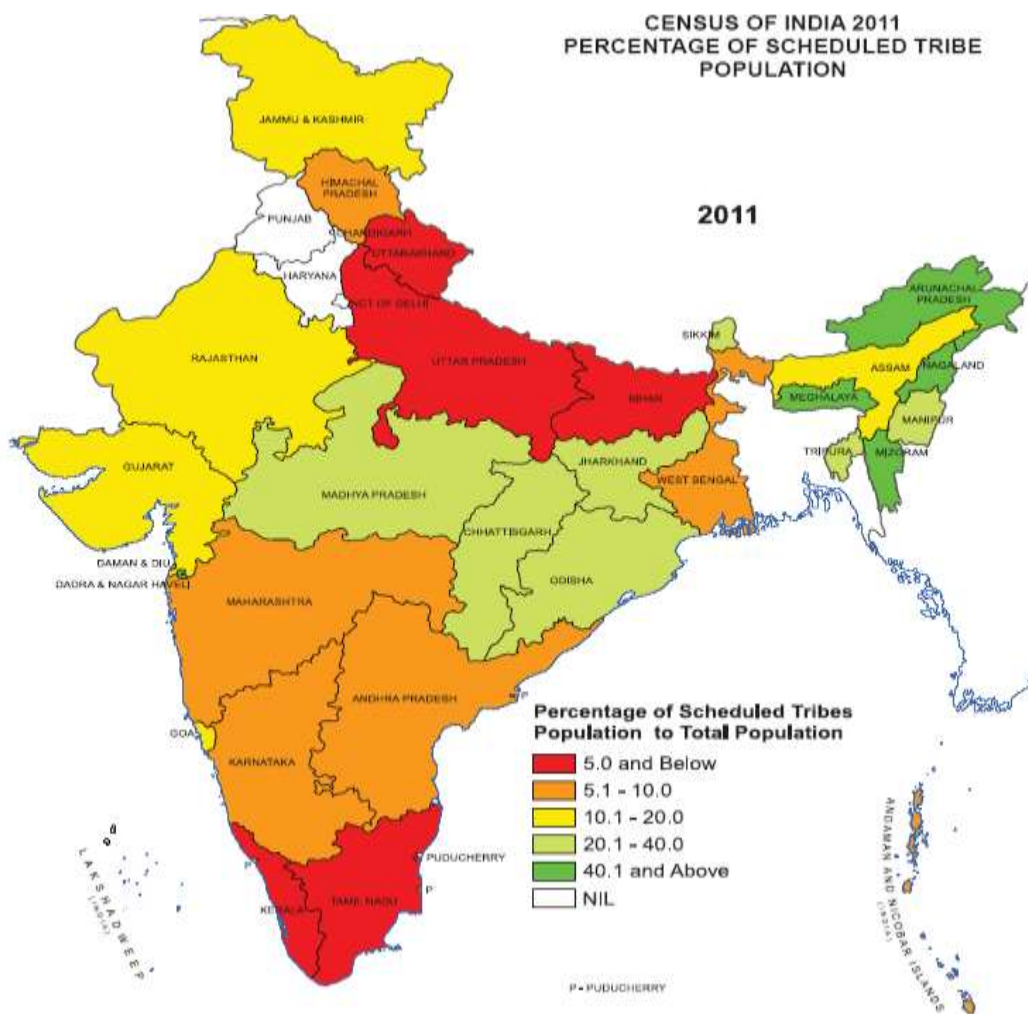 CENSUS OF INDIA 2011
PERCENTAGE OF SCHEDULED TRIBE
POPULATION
2011
JAMMU & KASHMIR
HIMACHAL
PRADESH
PUNJAB
CHANDIGARH
UTTARAKHAND
HARYANA
NCT OF DELHI
ARUNACHAL
PRADESH
SIKKIM
RAJASTHAN
UTTAR PRADESH
ASSAM
NAGALAND
BIHAR
MEGHALAYA
MANIPUR
TRIPURA
MIZORAM
JHARKHAND
GUJARAT
WEST BENGAL
MADHYA PRADESH
CHHATTISGARH
DAMAN & DIU
ODISHA
DADRA & NAGAR HAVELI
MAHARASHTRA
ANDHRA PRADESH
P
GOA
KARNATAKA
Percentage of Scheduled Tribes
Population to Total Population
5.0 and Below
5.1 - 10.0
10.1 - 20.0
20.1 - 40.0
40.1 and Above
NIL
PUDUCHERRY
P
P
KERALA
TAMIL NADU
LAKSHADWEEP
(INDIA)
ANDAMAN AND NICOBAR ISLANDS
(INDIA)
P - PUDUCHERRY